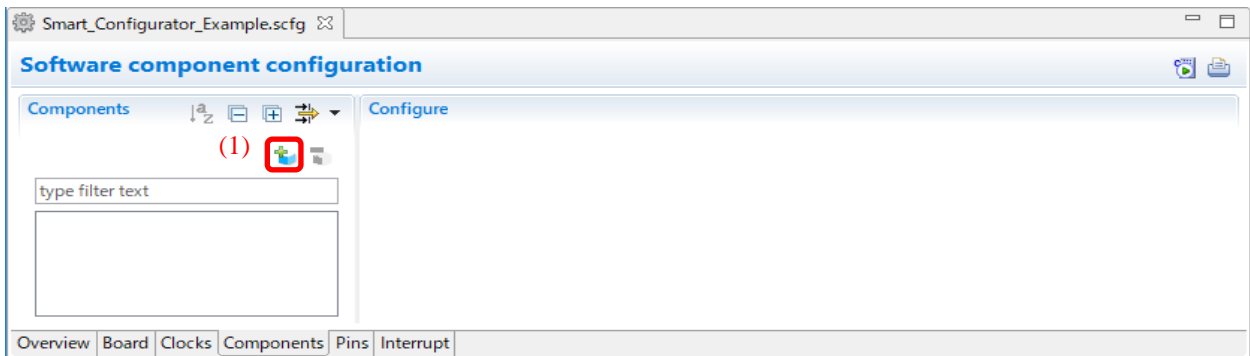 Smart_Configurator_Example.scfg
Software component configuration
Components
Configure
(1)
type filter text
Overview Board Clocks Components Pins Interrupt